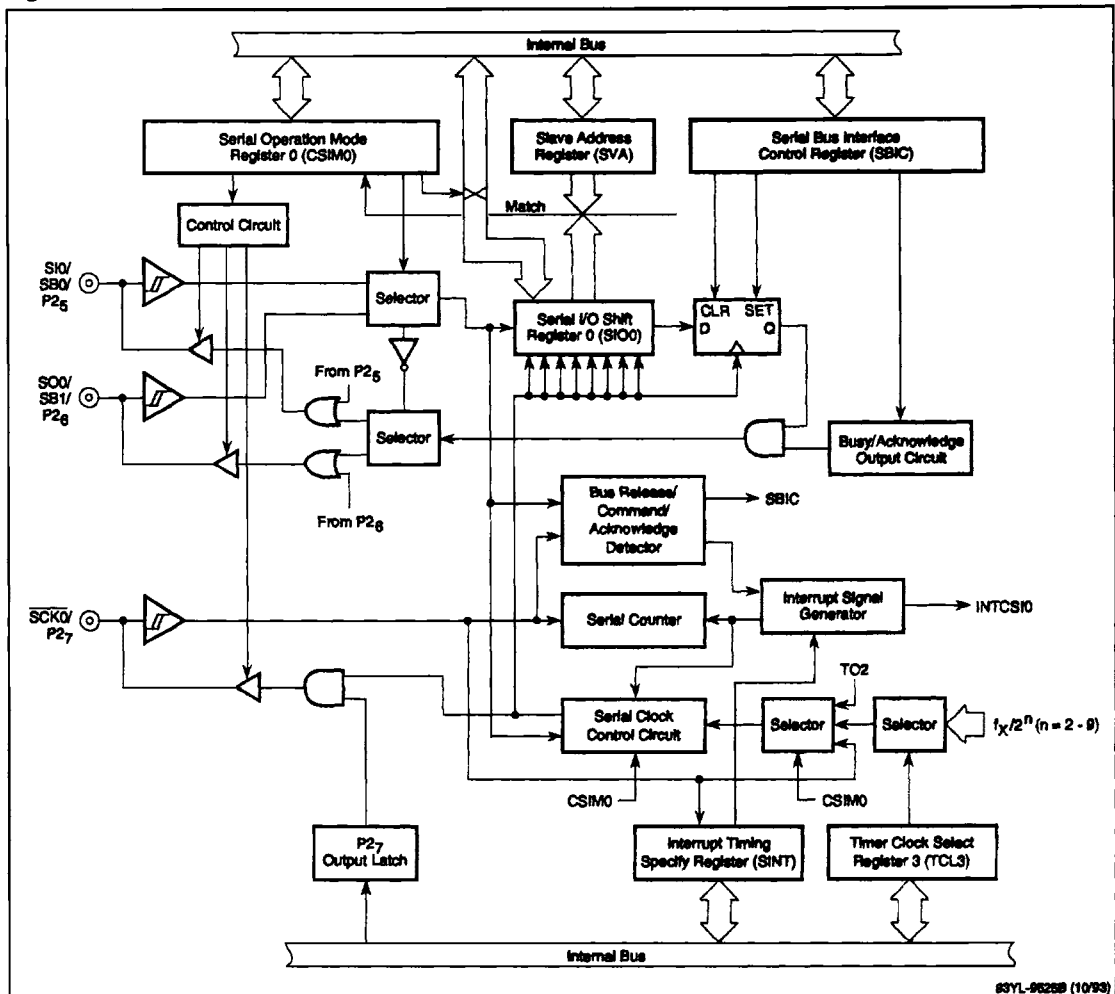 Internal Bus
Serial Operation Mode
Register 0 (CSIM0)
Slave Address
Register (SVA)
Serial Bus Interface
Control Register (SBIC)
Match
Control Circuit
SI0/
SB0/
P25
Selector
Serial I/O Shift
Register 0 (SIO0)
CLR SET
D Q
From P25
SO0/
SB1/
P26
Selector
Busy/Acknowledge
Output Circuit
From P26
Bus Release/
Command/
Acknowledge
Detector
SBIC
SCK0/
P27
Serial Counter
Interrupt Signal
Generator
INTCSI0
TO2
Serial Clock
Control Circuit
Selector
Selector
fX/2n (n = 2 - 9)
CSIM0
CSIM0
P27
Output Latch
Interrupt Timing
Specify Register (SINT)
Timer Clock Select
Register 3 (TCL3)
Internal Bus
83YL-9525B (10/93)